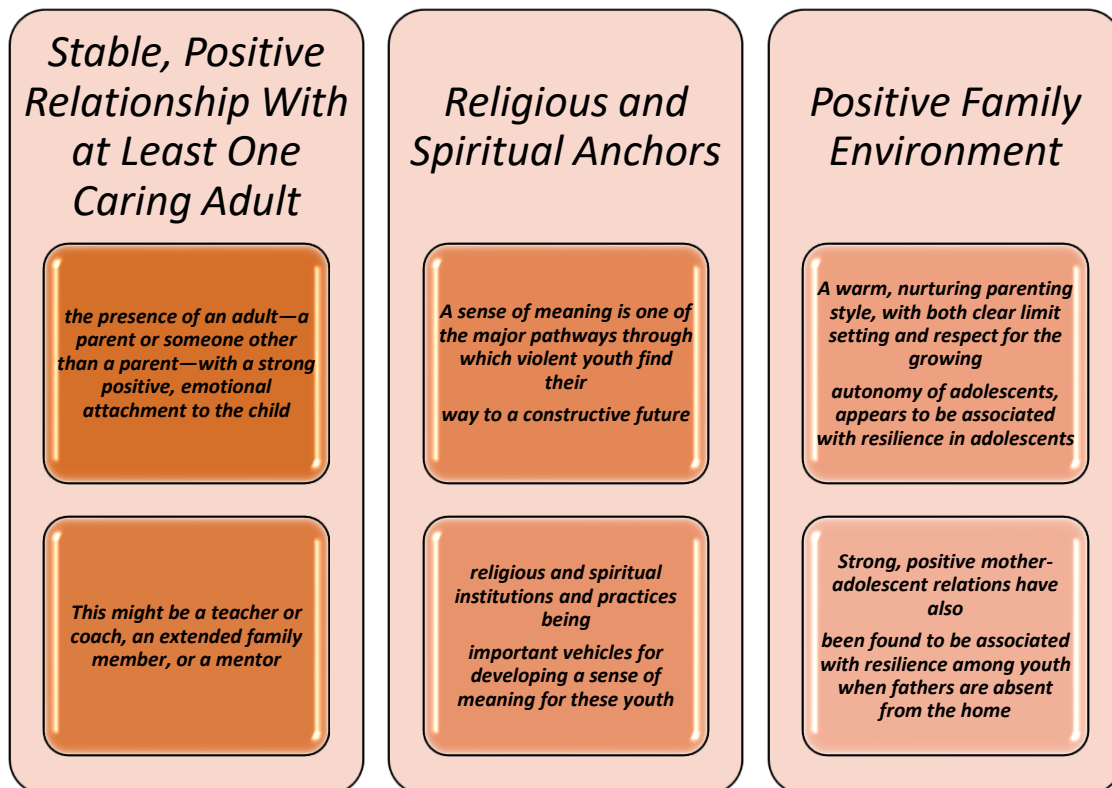 Stable, Positive
Relationship With
at Least One
Caring Adult
the presence of an adult—a
parent or someone other
than a parent—with a strong
positive, emotional
attachment to the child
This might be a teacher or
coach, an extended family
member, or a mentor
Religious and
Spiritual Anchors
A sense of meaning is one of
the major pathways through
which violent youth find
their
way to a constructive future
religious and spiritual
institutions and practices
being
important vehicles for
developing a sense of
meaning for these youth
Positive Family
Environment
A warm, nurturing parenting
style, with both clear limit
setting and respect for the
growing
autonomy of adolescents,
appears to be associated
with resilience in adolescents
Strong, positive mother-
adolescent relations have
also
been found to be associated
with resilience among youth
when fathers are absent
from the home